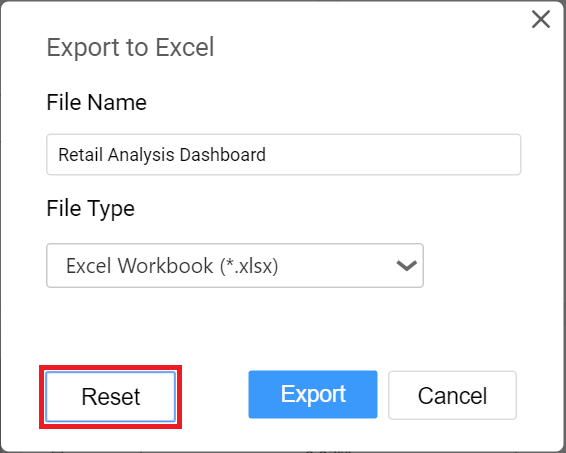 Export to Excel
File Name
Retail Analysis Dashboard
File Type
Excel Workbook (*.xlsx)
Reset
Export
Cancel